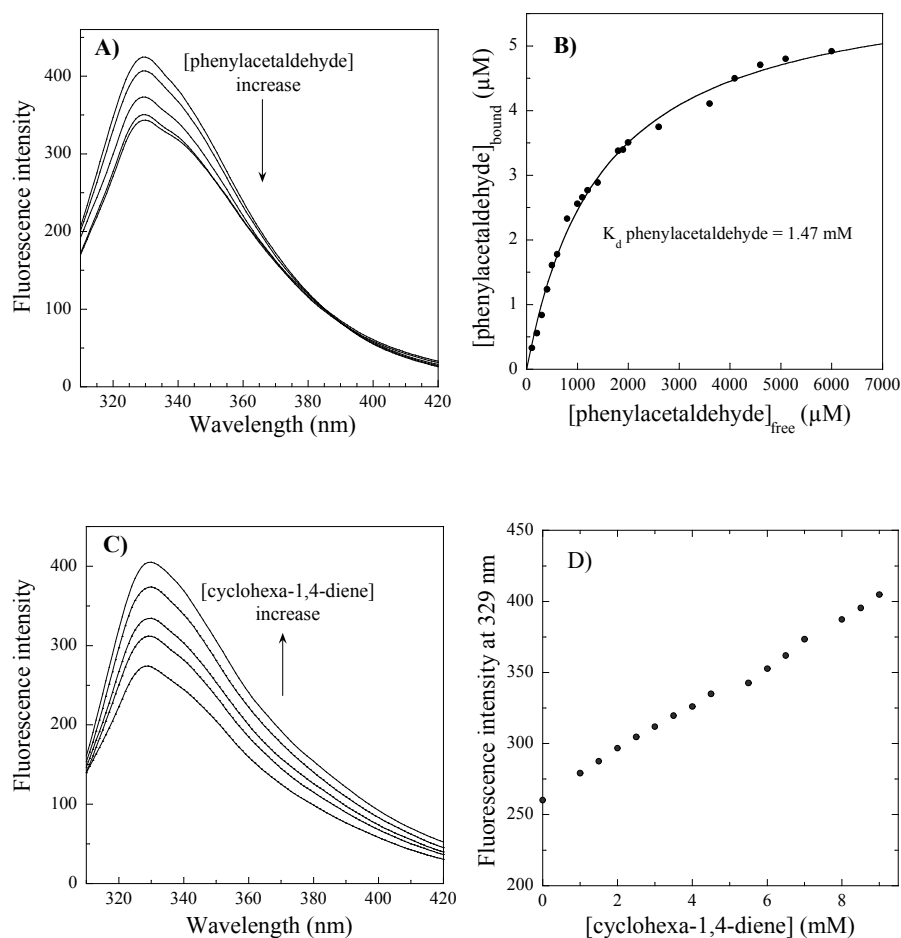 A)
[phenylacetaldehyde]
increase
Fluorescence intensity
400
300
200
100
0
320 340 360 380 400 420
Wavelength (nm)
B)
[phenylacetaldehyde]bound (µM)
5
4
3
2
1
0
Kd phenylacetaldehyde = 1.47 mM
0 1000 2000 3000 4000 5000 6000 7000
[phenylacetaldehyde]free (µM)
C)
[cyclohexa-1,4-diene]
increase
Fluorescence intensity
400
300
200
100
0
320 340 360 380 400 420
Wavelength (nm)
D)
Fluorescence intensity at 329 nm
450
400
350
300
250
200
0 2 4 6 8
[cyclohexa-1,4-diene] (mM)